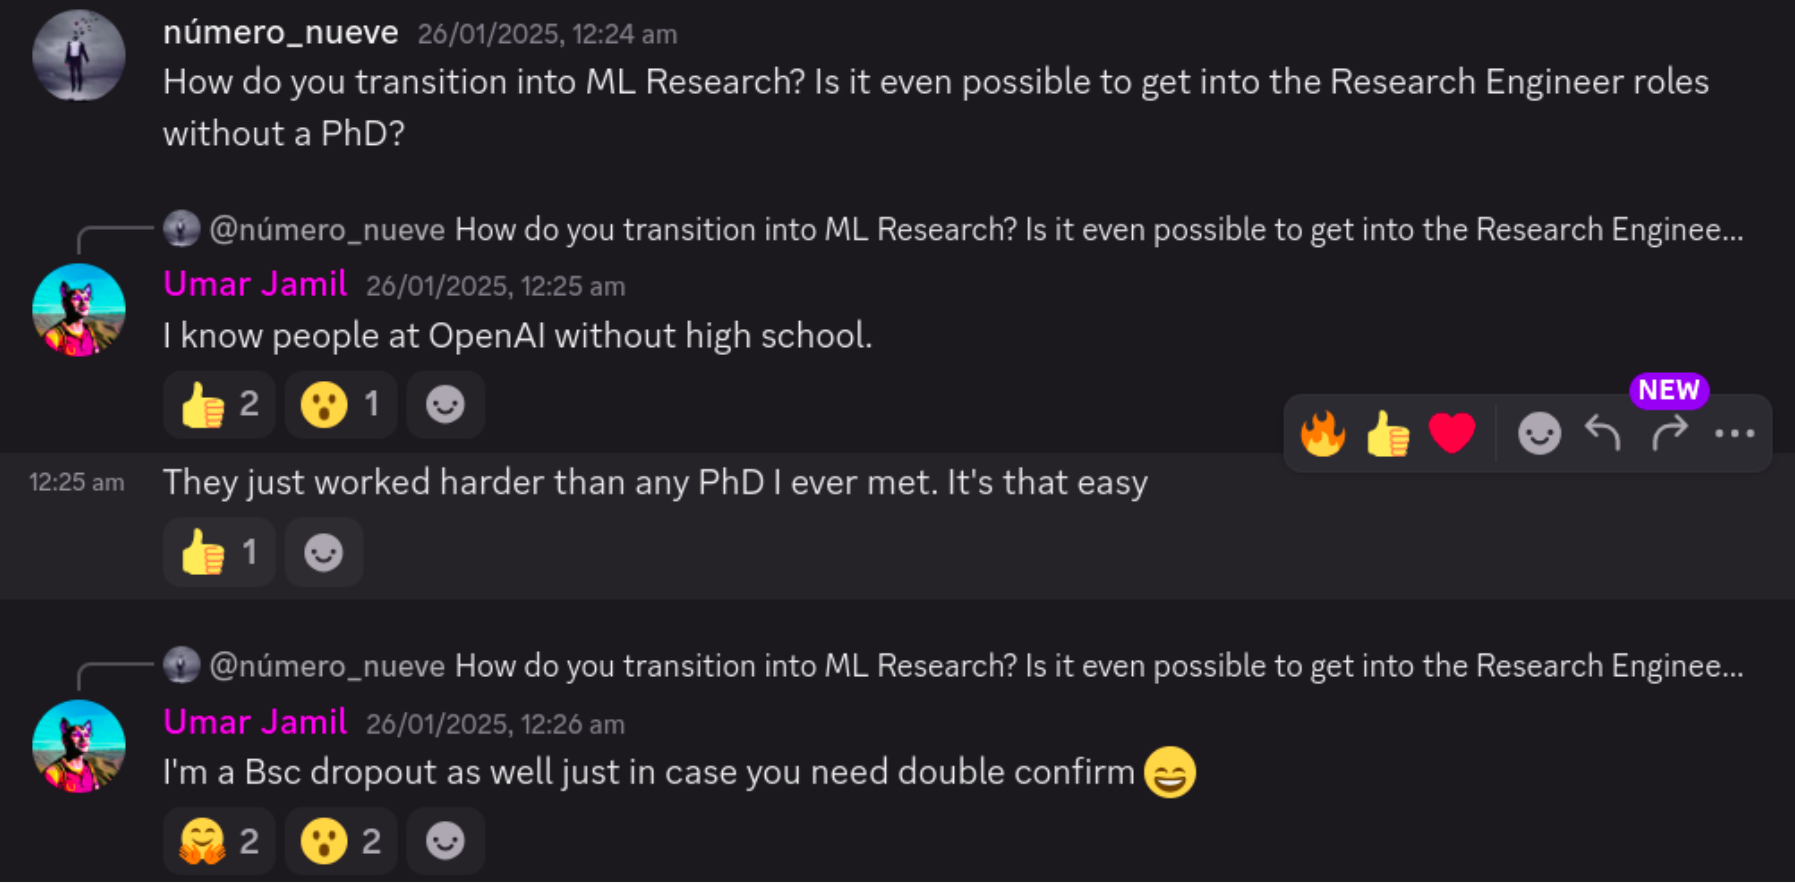 número_nueve 26/01/2025, 12:24 am
How do you transition into ML Research? Is it even possible to get into the Research Engineer roles
without a PhD?
@número_nueve How do you transition into ML Research? Is it even possible to get into the Research Enginee...
Umar Jamil 26/01/2025, 12:25 am
I know people at OpenAI without high school.
👍 2 😮 1
NEW
12:25 am They just worked harder than any PhD I ever met. It's that easy
👍 1
@número_nueve How do you transition into ML Research? Is it even possible to get into the Research Enginee...
Umar Jamil 26/01/2025, 12:26 am
I'm a Bsc dropout as well just in case you need double confirm 😄
🤗 2 😮 2